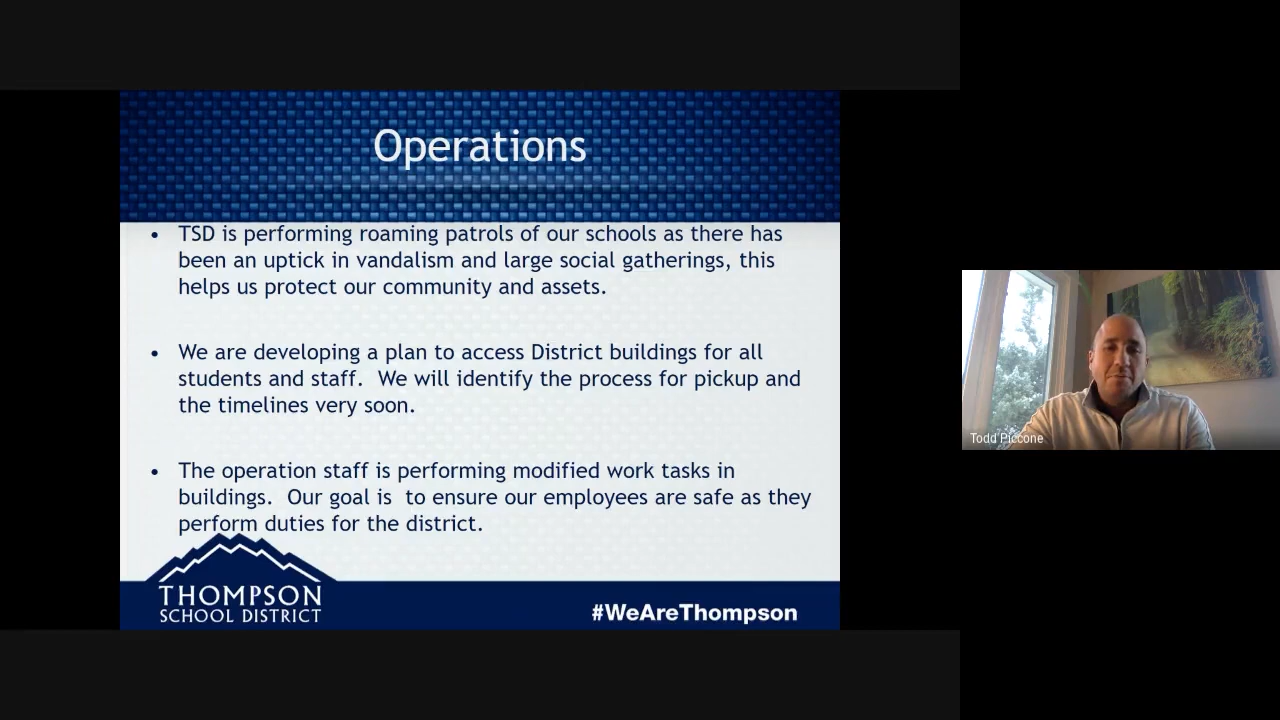 Operations
• TSD is performing roaming patrols of our schools as there has
been an uptick in vandalism and large social gatherings, this
helps us protect our community and assets.
• We are developing a plan to access District buildings for all
students and staff.  We will identify the process for pickup and
the timelines very soon.
• The operation staff is performing modified work tasks in
buildings.  Our goal is  to ensure our employees are safe as they
perform duties for the district.
THOMPSON
SCHOOL DISTRICT
#WeAreThompson
Todd Piccone